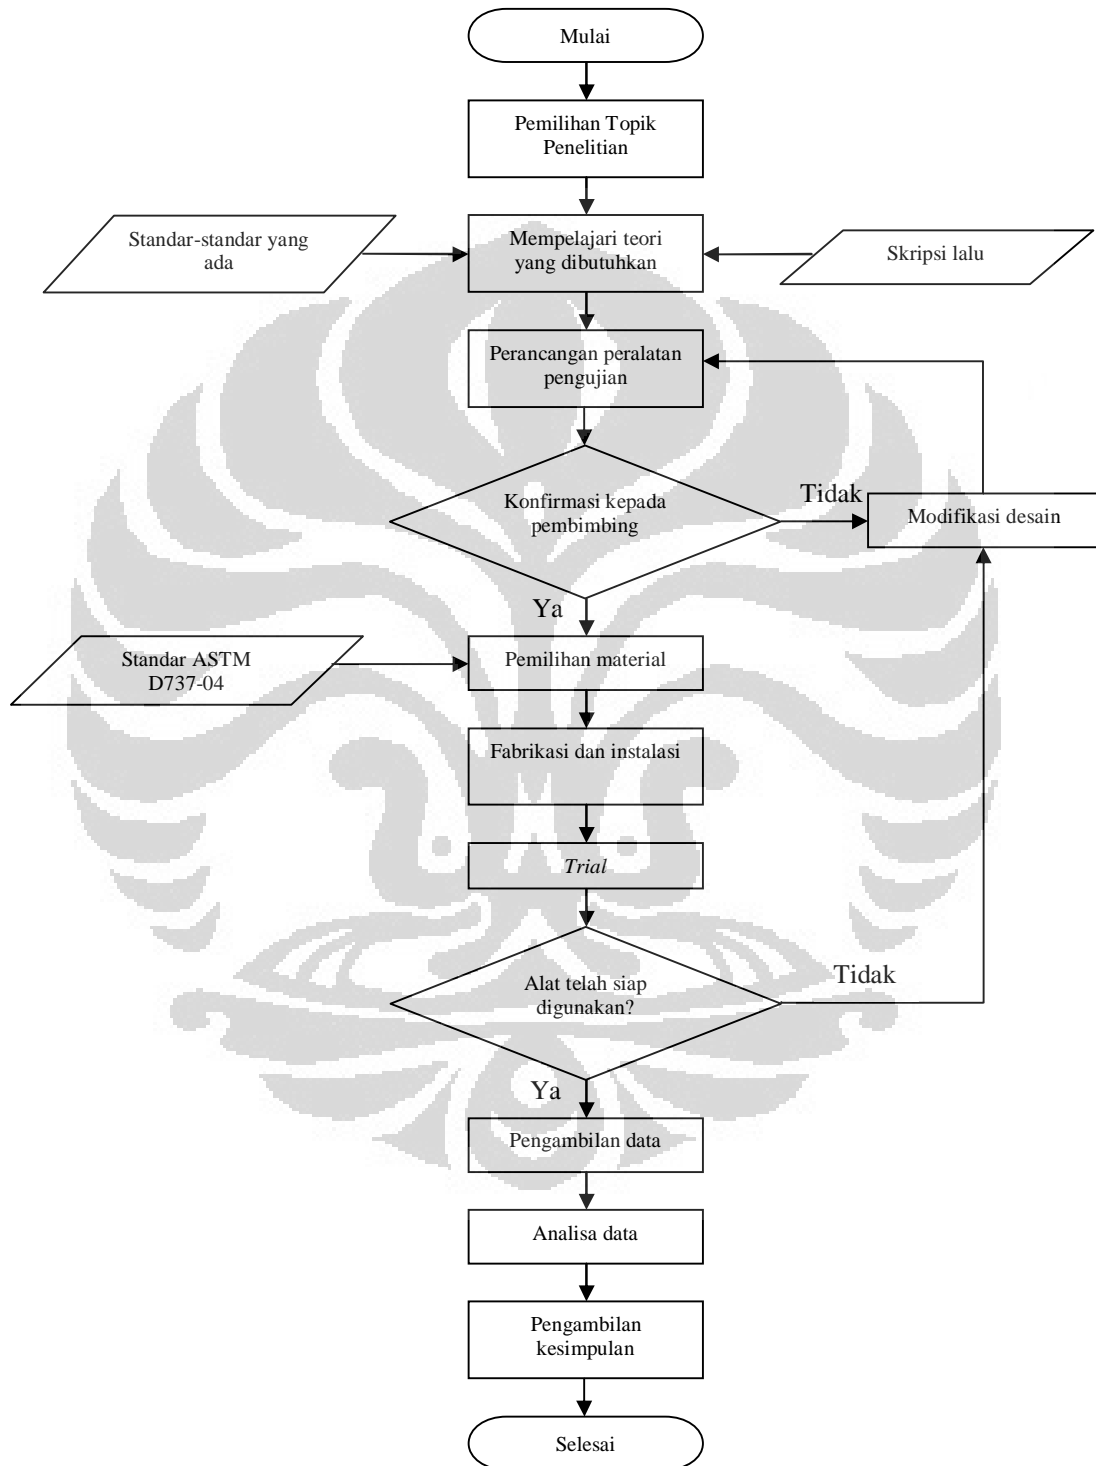 Mulai
Pemilihan Topik
Penelitian
Standar-standar yang
ada
Mempelajari teori
yang dibutuhkan
Skripsi lalu
Perancangan peralatan
pengujian
Konfirmasi kepada
pembimbing
Tidak
Modifikasi desain
Ya
Standar ASTM
D737-04
Pemilihan material
Fabrikasi dan instalasi
Trial
Alat telah siap
digunakan?
Tidak
Ya
Pengambilan data
Analisa data
Pengambilan
kesimpulan
Selesai